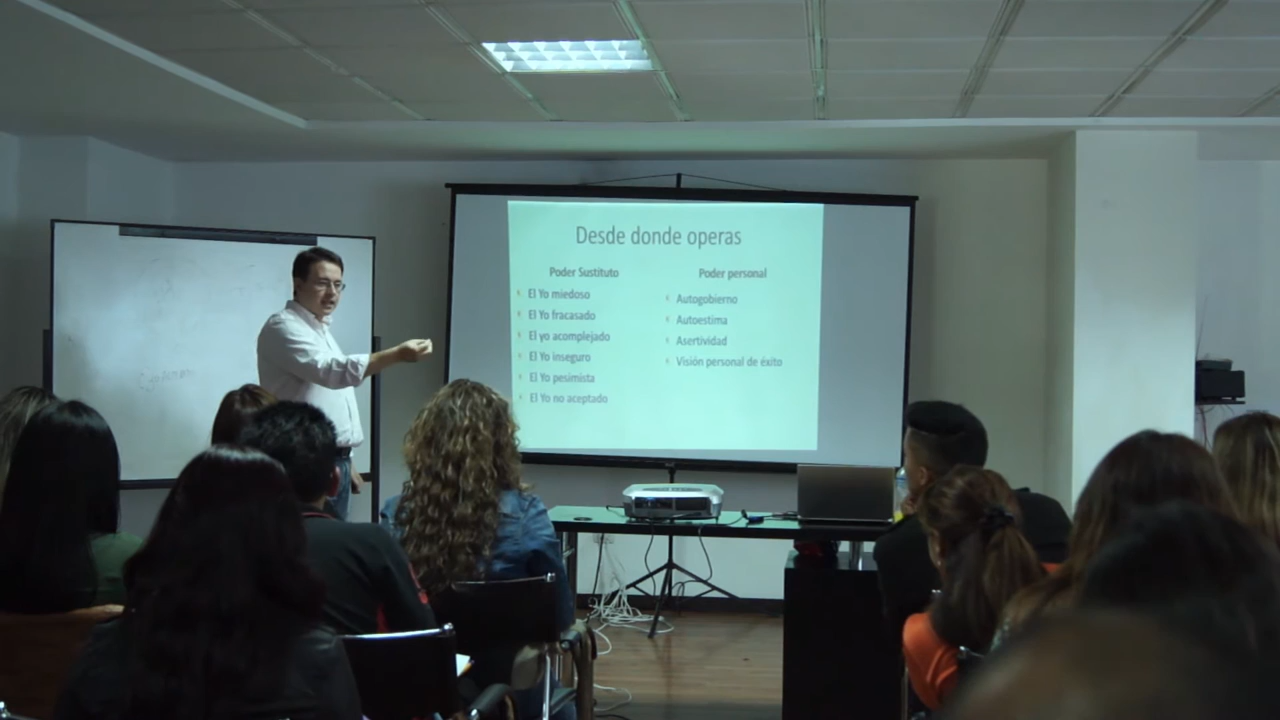 Desde donde operas
Poder Sustituto
El Yo miedoso
El Yo fracasado
El yo acomplejado
El Yo inseguro
El Yo pesimista
El Yo no aceptado
Poder personal
Autogobierno
Autoestima
Asertividad
Visión personal de éxito